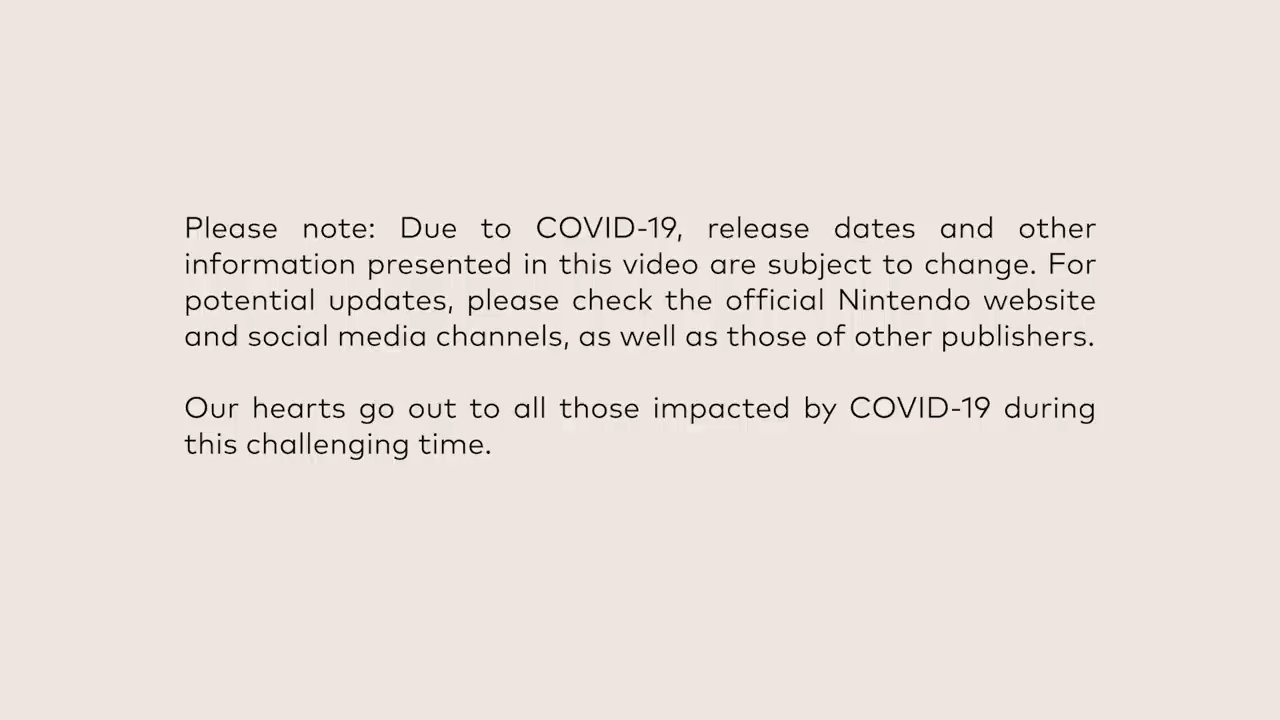 Please note: Due to COVID-19, release dates and other
information presented in this video are subject to change. For
potential updates, please check the official Nintendo website
and social media channels, as well as those of other publishers.
Our hearts go out to all those impacted by COVID-19 during
this challenging time.